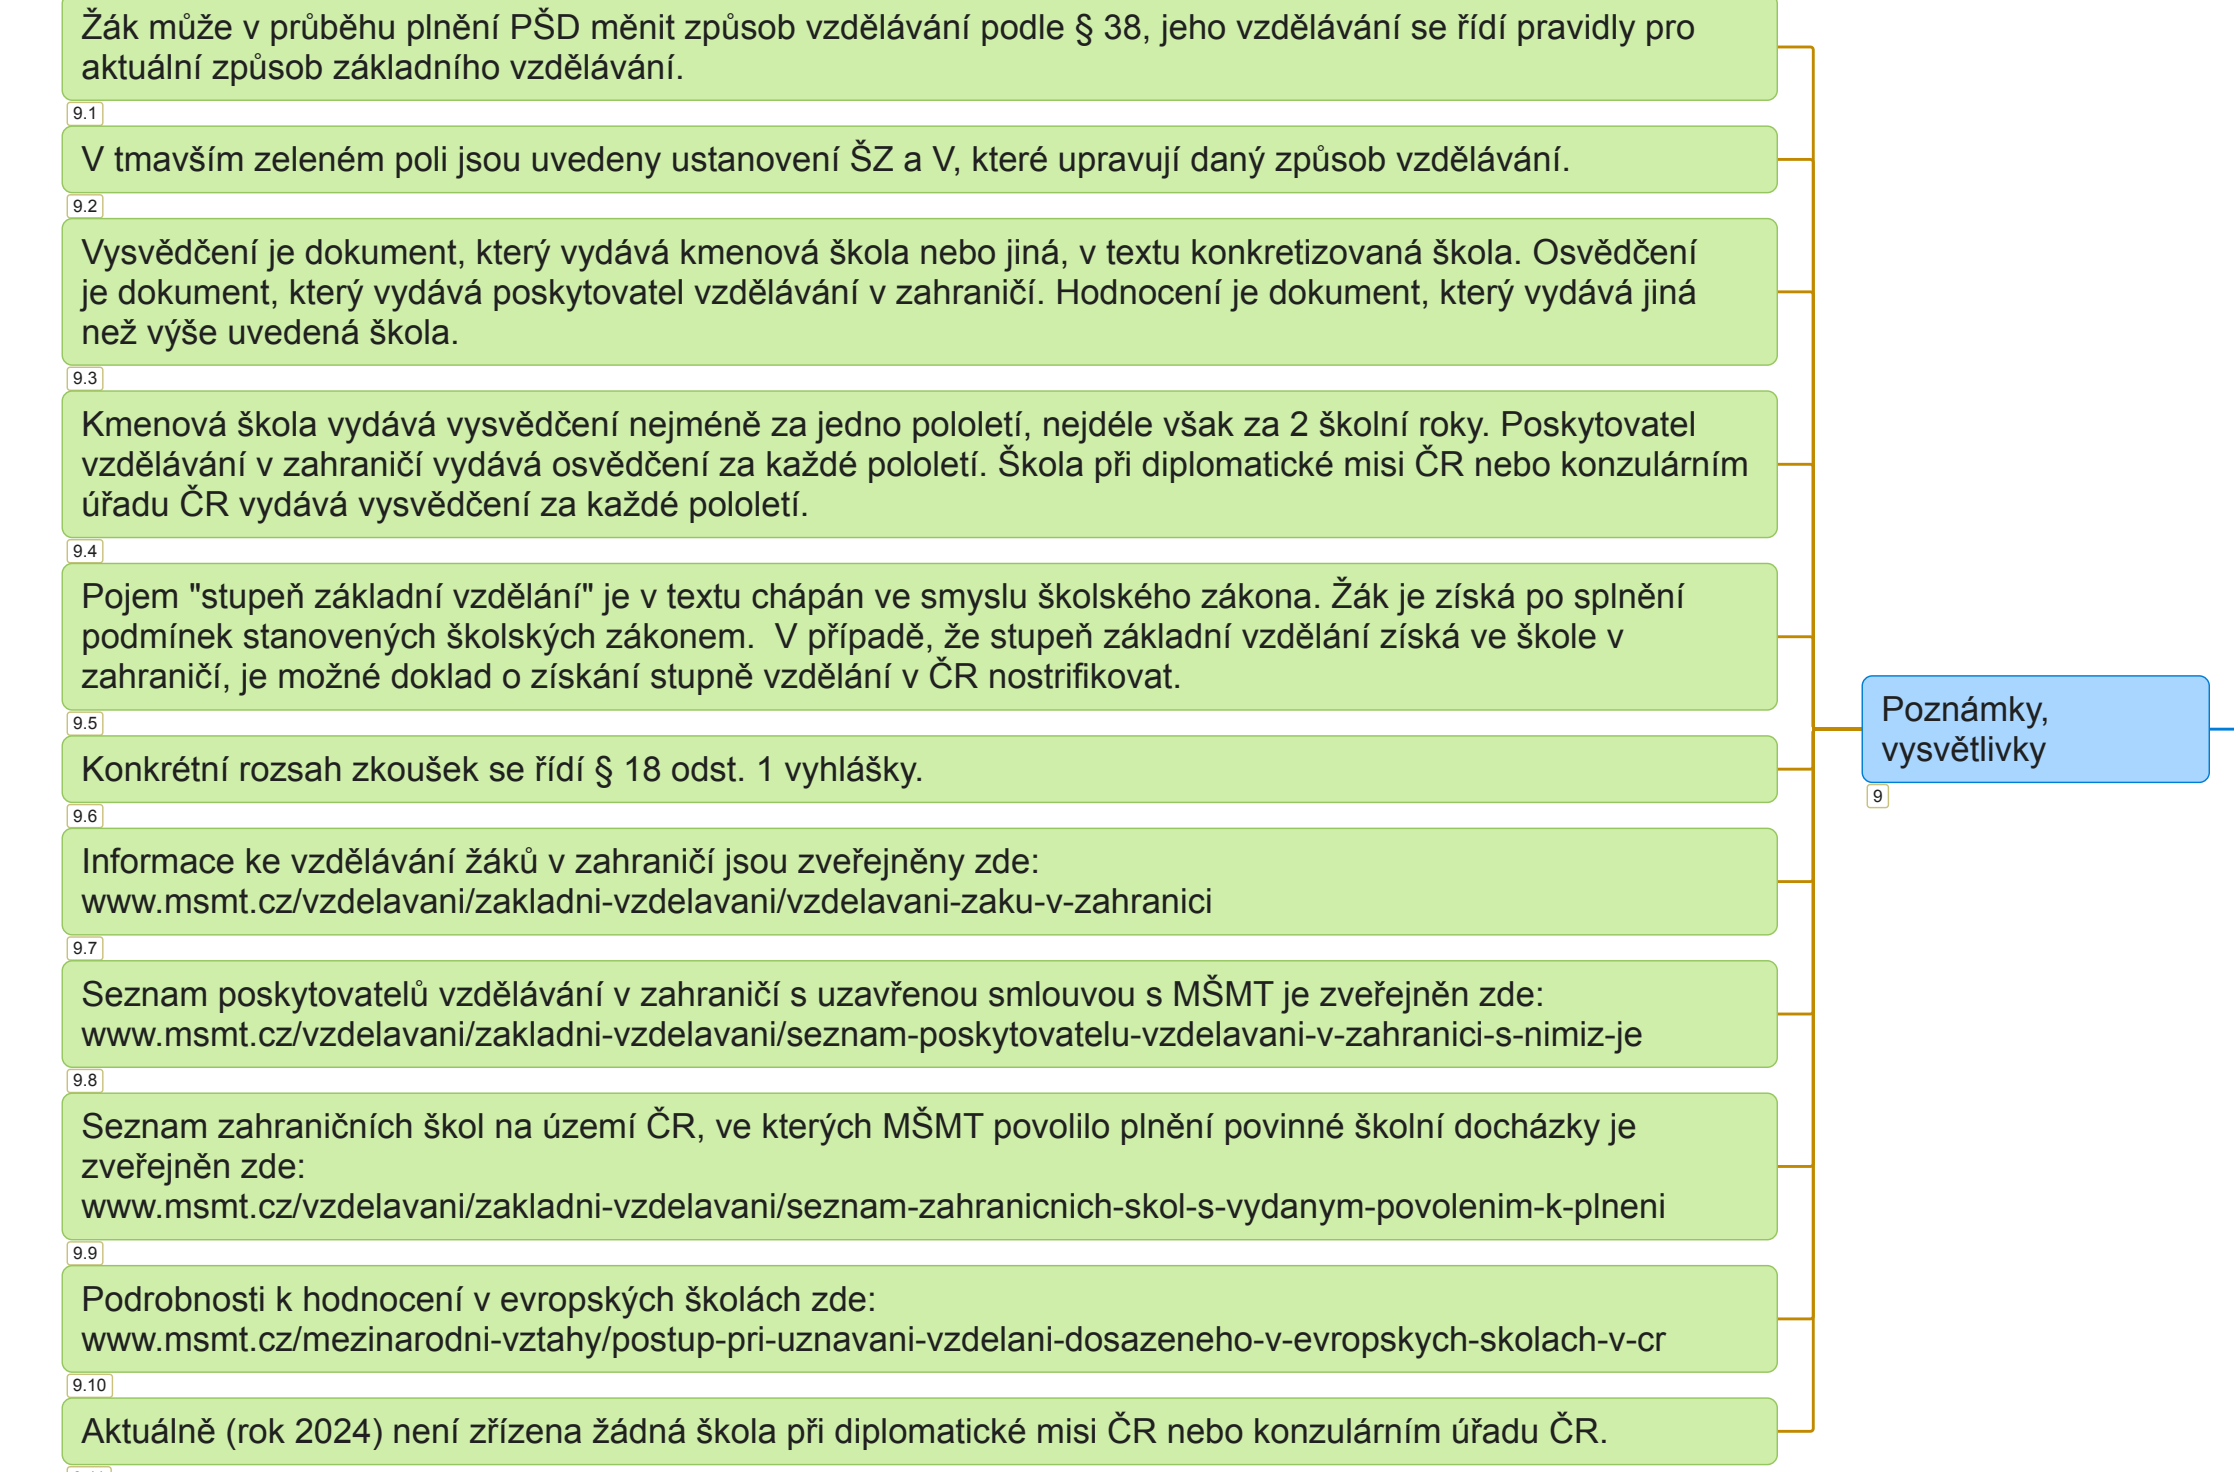 Žák může v průběhu plnění PŠD měnit způsob vzdělávání podle § 38, jeho vzdělávání se řídí pravidly pro
aktuální způsob základního vzdělávání.
9.1
V tmavším zeleném poli jsou uvedeny ustanovení ŠZ a V, které upravují daný způsob vzdělávání.
9.2
Vysvědčení je dokument, který vydává kmenová škola nebo jiná, v textu konkretizovaná škola. Osvědčení
je dokument, který vydává poskytovatel vzdělávání v zahraničí. Hodnocení je dokument, který vydává jiná
než výše uvedená škola.
9.3
Kmenová škola vydává vysvědčení nejméně za jedno pololetí, nejdéle však za 2 školní roky. Poskytovatel
vzdělávání v zahraničí vydává osvědčení za každé pololetí. Škola při diplomatické misi ČR nebo konzulárním
úřadu ČR vydává vysvědčení za každé pololetí.
9.4
Pojem "stupeň základní vzdělání" je v textu chápán ve smyslu školského zákona. Žák je získá po splnění
podmínek stanovených školských zákonem.  V případě, že stupeň základní vzdělání získá ve škole v
zahraničí, je možné doklad o získání stupně vzdělání v ČR nostrifikovat.
9.5
Konkrétní rozsah zkoušek se řídí § 18 odst. 1 vyhlášky.
9.6
Informace ke vzdělávání žáků v zahraničí jsou zveřejněny zde:
www.msmt.cz/vzdelavani/zakladni-vzdelavani/vzdelavani-zaku-v-zahranici
9.7
Seznam poskytovatelů vzdělávání v zahraničí s uzavřenou smlouvou s MŠMT je zveřejněn zde:
www.msmt.cz/vzdelavani/zakladni-vzdelavani/seznam-poskytovatelu-vzdelavani-v-zahranici-s-nimiz-je
9.8
Seznam zahraničních škol na území ČR, ve kterých MŠMT povolilo plnění povinné školní docházky je
zveřejněn zde:
www.msmt.cz/vzdelavani/zakladni-vzdelavani/seznam-zahranicnich-skol-s-vydanym-povolenim-k-plneni
9.9
Podrobnosti k hodnocení v evropských školách zde:
www.msmt.cz/mezinarodni-vztahy/postup-pri-uznavani-vzdelani-dosazeneho-v-evropskych-skolach-v-cr
9.10
Aktuálně (rok 2024) není zřízena žádná škola při diplomatické misi ČR nebo konzulárním úřadu ČR.
Poznámky,
vysvětlivky
9